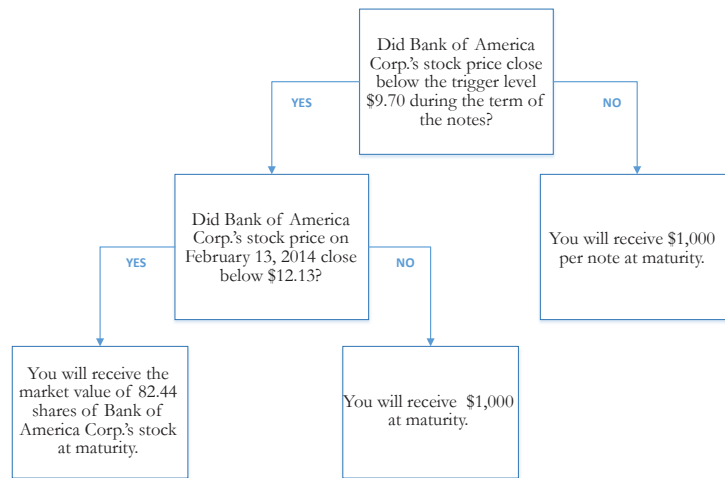 Did Bank of America
Corp.'s stock price close
below the trigger level
$9.70 during the term of
the notes?
YES
NO
Did Bank of America
Corp.'s stock price on
February 13, 2014 close
below $12.13?
You will receive $1,000
per note at maturity.
YES
NO
You will receive the
market value of 82.44
shares of Bank of
America Corp.'s stock
at maturity.
You will receive $1,000
at maturity.